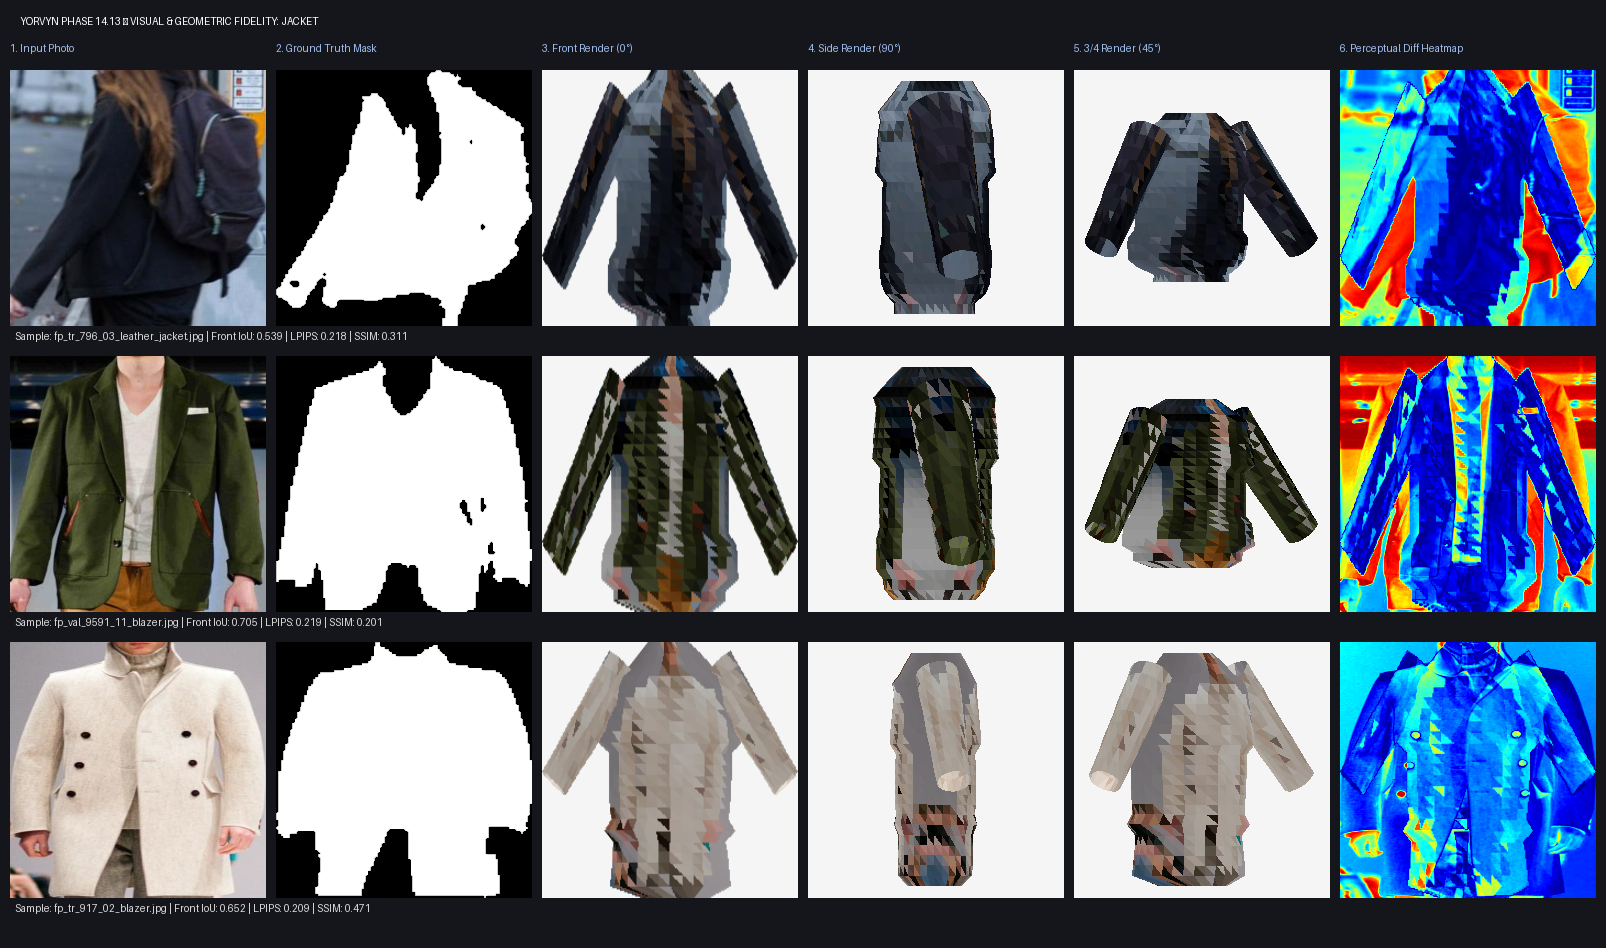 YORVYN PHASE 14.13 ▯ VISUAL & GEOMETRIC FIDELITY: JACKET
1. Input Photo
2. Ground Truth Mask
3. Front Render (0°)
4. Side Render (90°)
5. 3/4 Render (45°)
6. Perceptual Diff Heatmap
Sample: fp_tr_796_03_leather_jacket.jpg | Front IoU: 0.539 | LPIPS: 0.218 | SSIM: 0.311
Sample: fp_val_9591_11_blazer.jpg | Front IoU: 0.705 | LPIPS: 0.219 | SSIM: 0.201
Sample: fp_tr_917_02_blazer.jpg | Front IoU: 0.652 | LPIPS: 0.209 | SSIM: 0.471